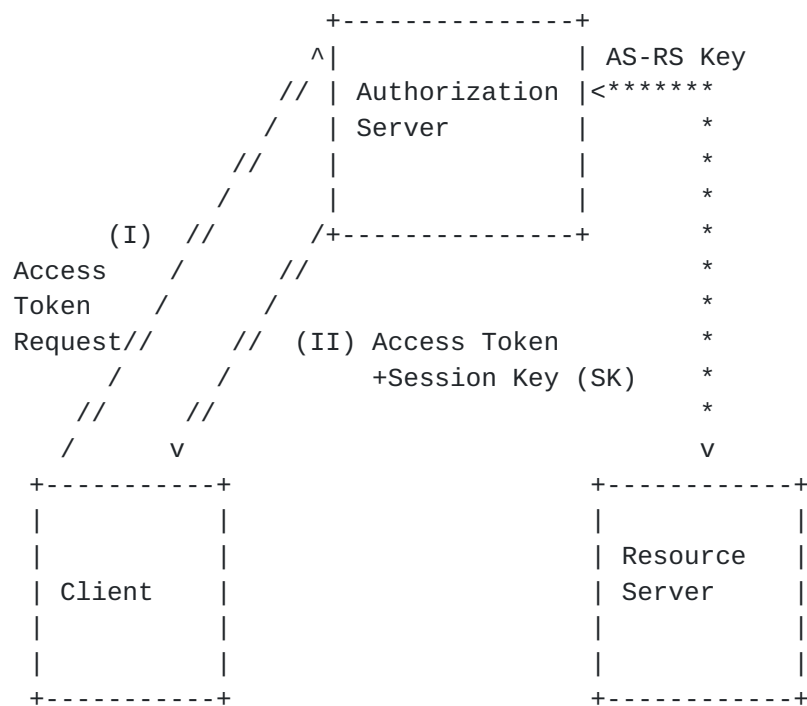 AS-RS Key
Authorization
Server
(I)
Access
Token
Request
(II) Access Token
+Session Key (SK)
Resource
Client
Server